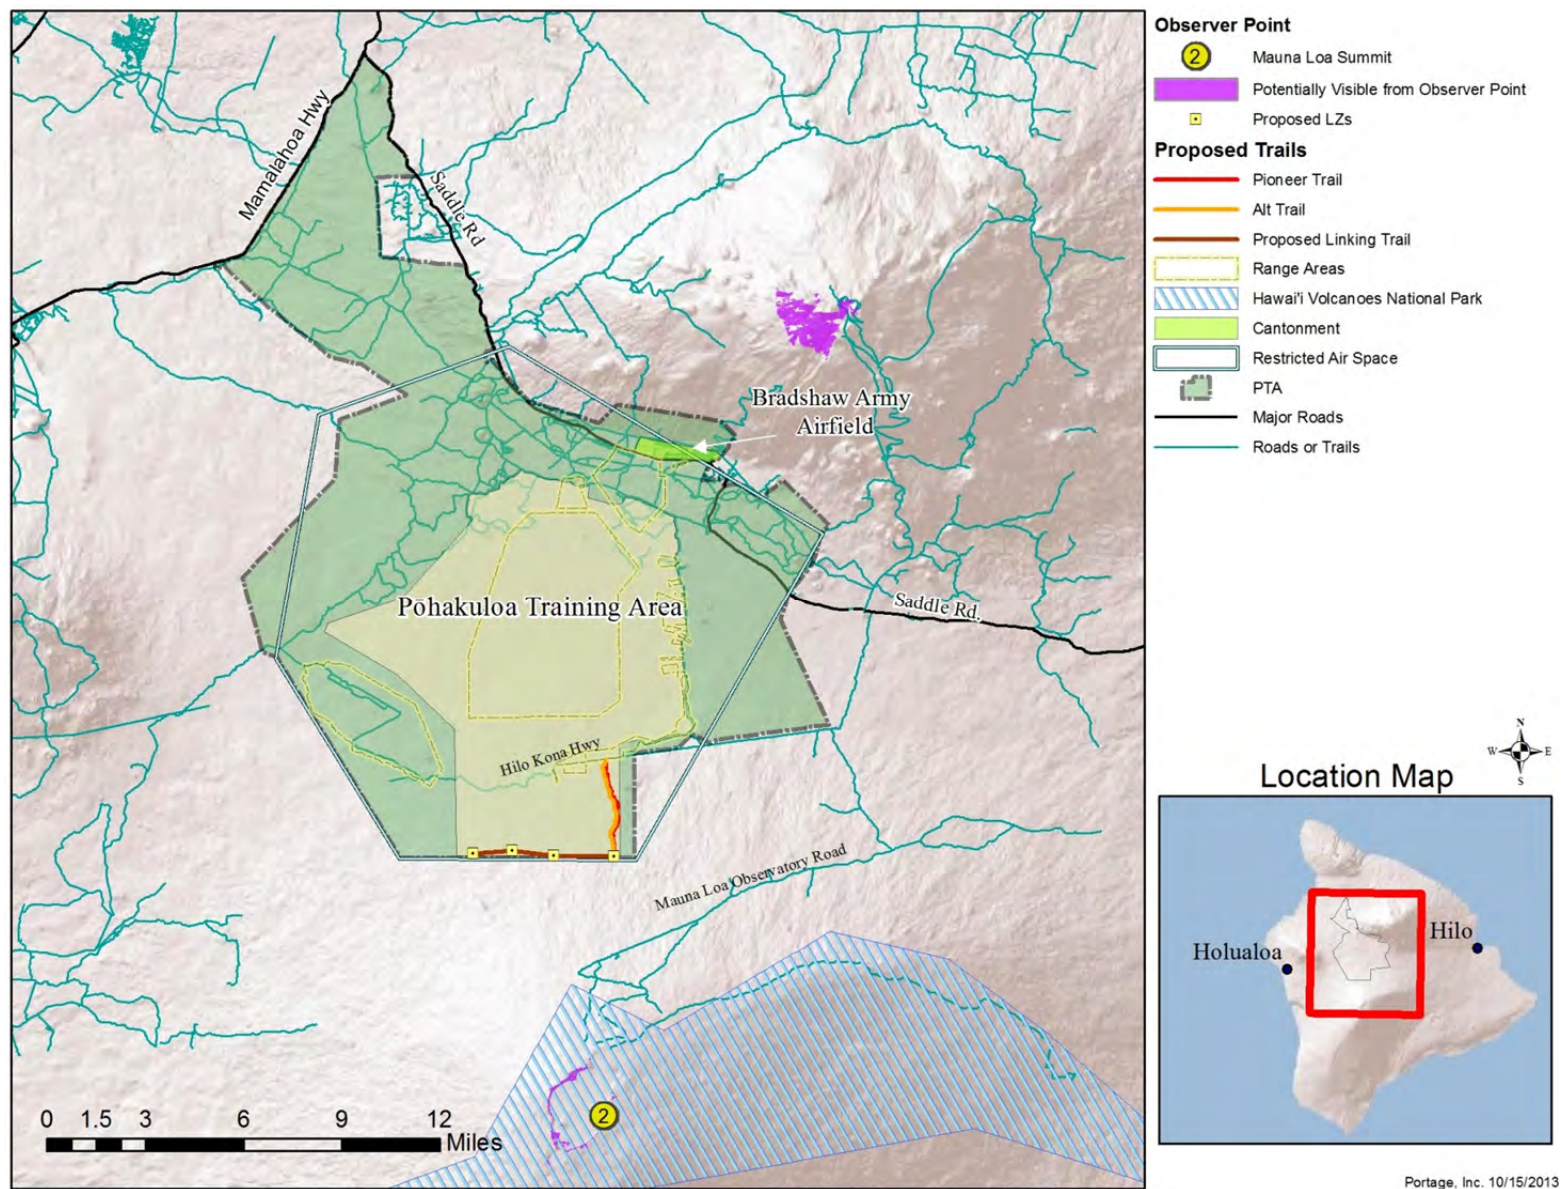 Mamalahoa Hwy
Saddle Rd
Bradshaw Army
Airfield
Pōhakuloa Training Area
Saddle Rd.
Hilo Kona Hwy
Mauna Loa Observatory Road
2
0 1.5 3 6 9 12
Miles
Observer Point
2 Mauna Loa Summit
Potentially Visible from Observer Point
Proposed LZs
Proposed Trails
Pioneer Trail
Alt Trail
Proposed Linking Trail
Range Areas
Hawai'i Volcanoes National Park
Cantonment
Restricted Air Space
PTA
Major Roads
Roads or Trails
N
W E
S
Location Map
Hilo
Holualoa
Portage, Inc. 10/15/2013